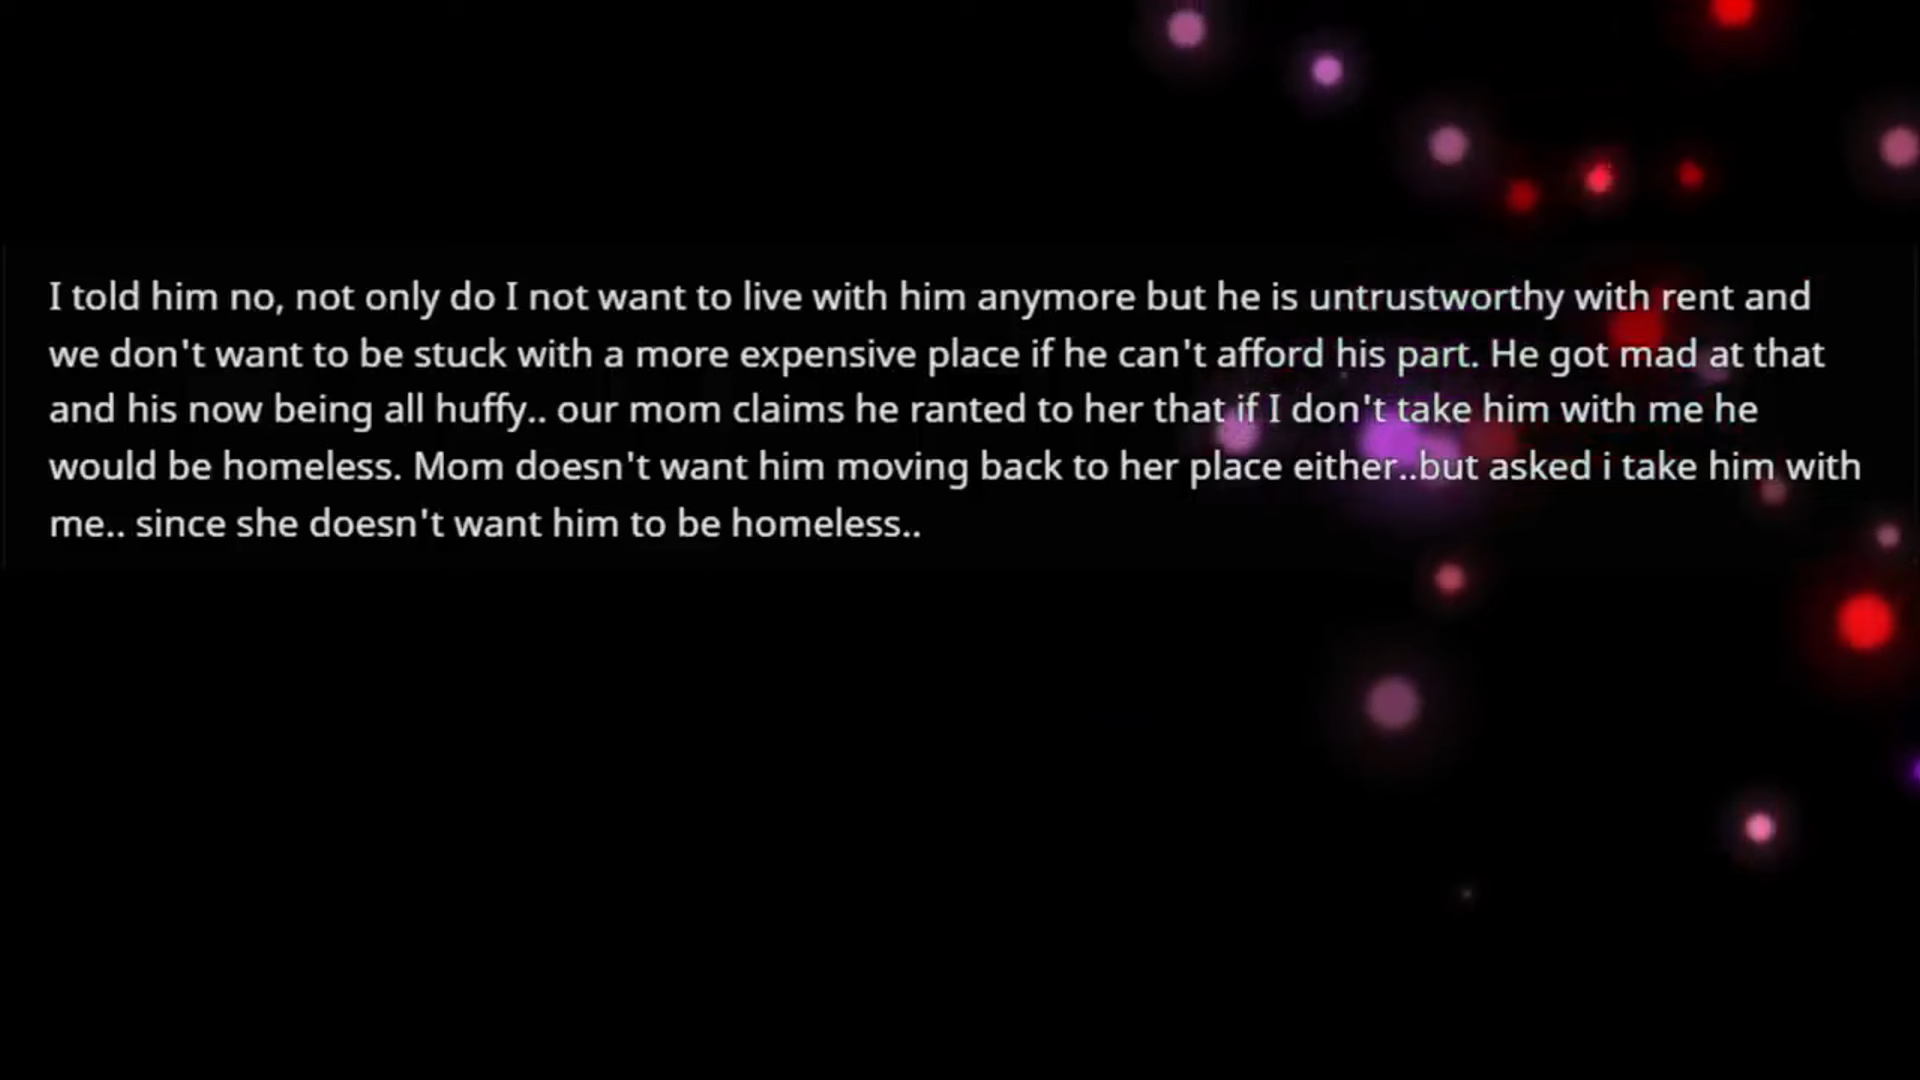 I told him no, not only do I not want to live with him anymore but he is untrustworthy with rent and
we don't want to be stuck with a more expensive place if he can't afford his part. He got mad at that
and his now being all huffy.. our mom claims he ranted to her that if I don't take him with me he
would be homeless. Mom doesn't want him moving back to her place either..but asked i take him with
me.. since she doesn't want him to be homeless..